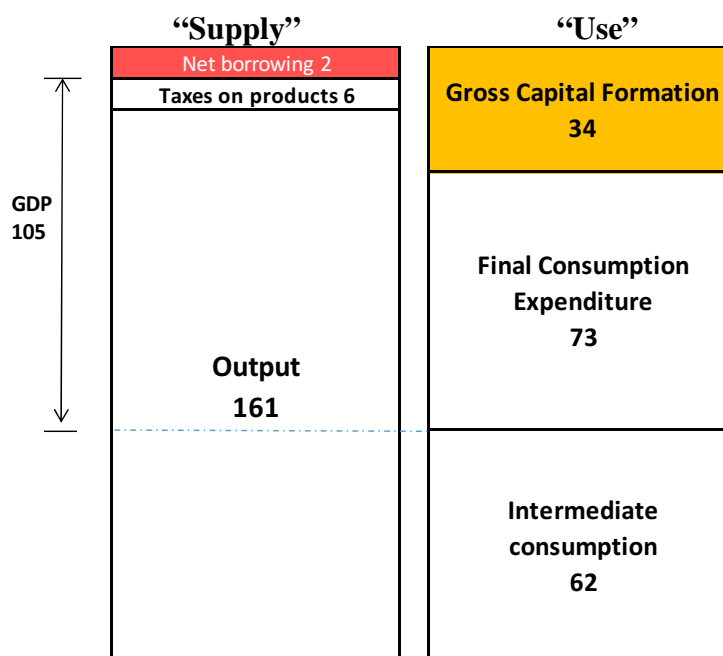 “Supply”
“Use”
Net borrowing 2
Taxes on products 6
Gross Capital Formation
34
GDP
105
Final Consumption
Expenditure
73
Output
161
Intermediate
consumption
62